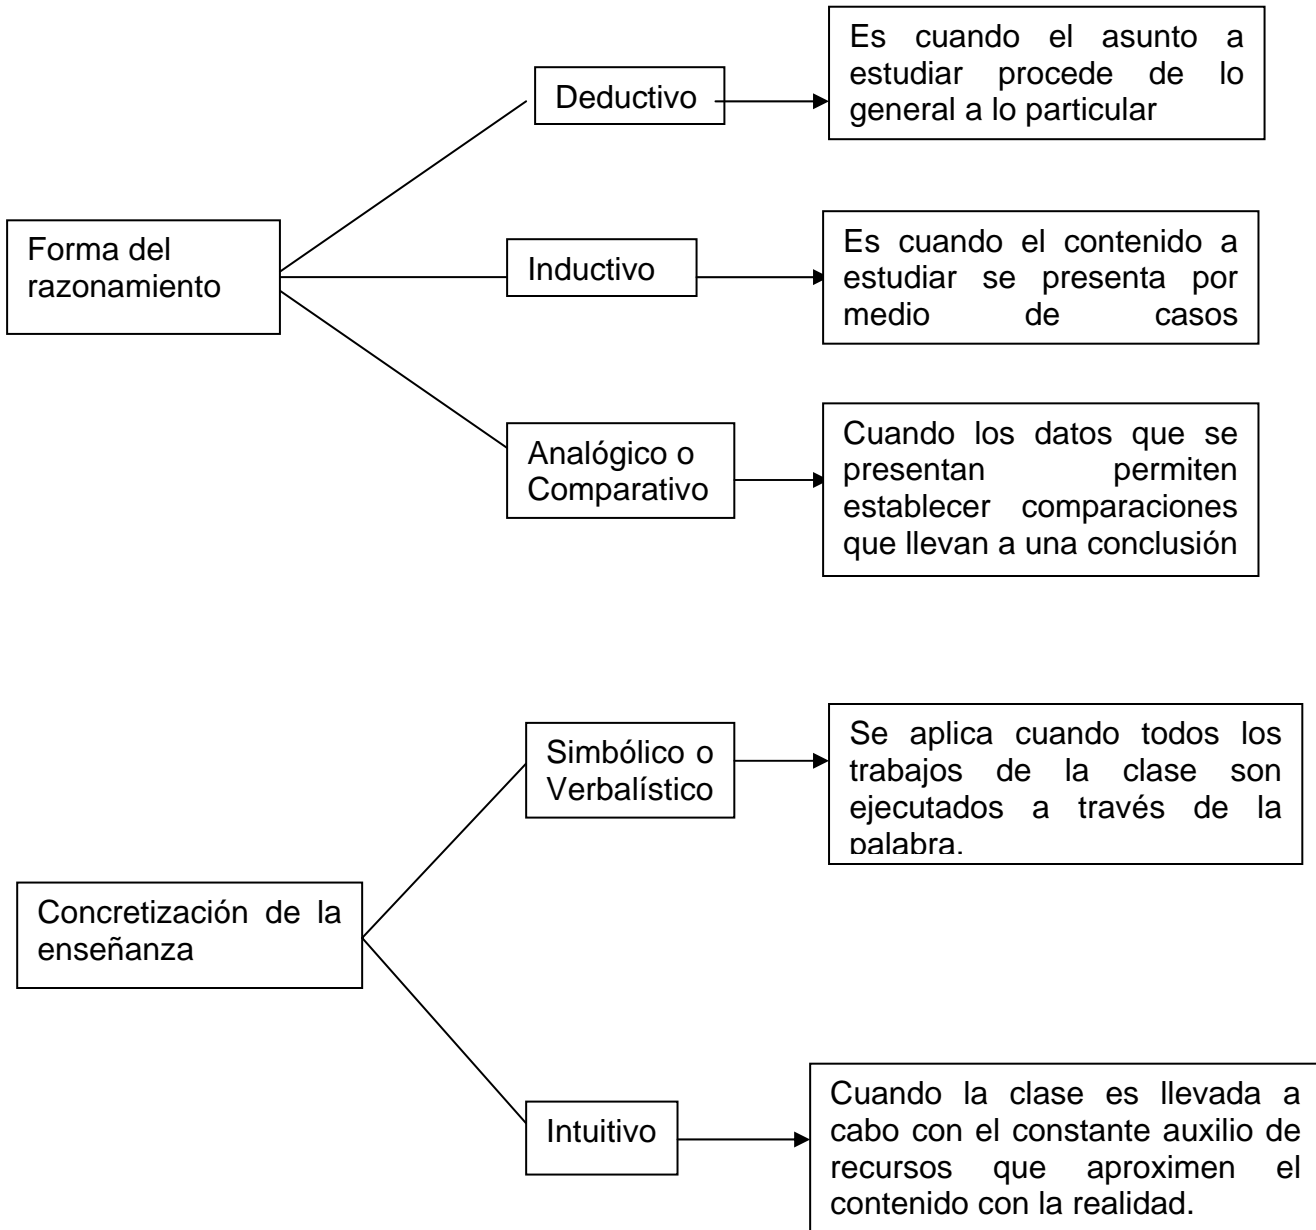 Forma del
razonamiento
Deductivo
Es cuando el asunto a
estudiar procede de lo
general a lo particular
Inductivo
Es cuando el contenido a
estudiar se presenta por
medio de casos
Analógico o
Comparativo
Cuando los datos que se
presentan permiten
establecer comparaciones
que llevan a una conclusión
Concretización de la
enseñanza
Simbólico o
Verbalístico
Se aplica cuando todos los
trabajos de la clase son
ejecutados a través de la
palabra.
Intuitivo
Cuando la clase es llevada a
cabo con el constante auxilio de
recursos que aproximen el
contenido con la realidad.